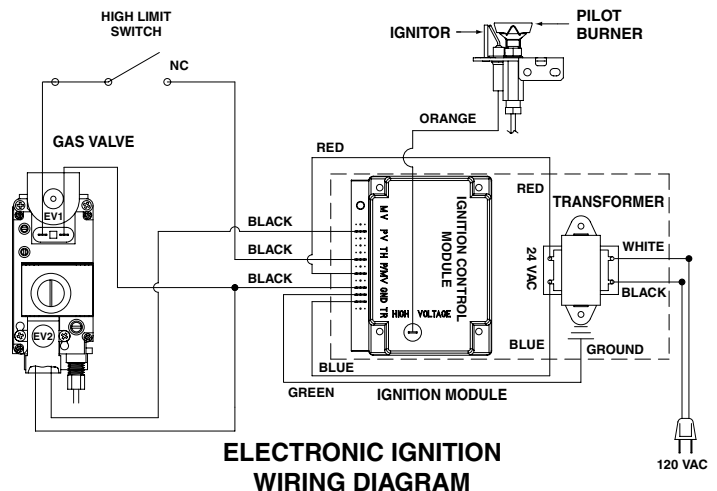 HIGH LIMIT
SWITCH
NC
IGNITOR
PILOT
BURNER
ORANGE
GAS VALVE
RED
RED
TRANSFORMER
EV1
BLACK
WHITE
BLACK
BLACK
BLACK
24 VAC
MV PV TH MV/PV GND TR
IGNITION CONTROL
MODULE
HIGH VOLTAGE
EV2
BLUE
BLUE
GROUND
GREEN
IGNITION MODULE
ELECTRONIC IGNITION
WIRING DIAGRAM
120 VAC